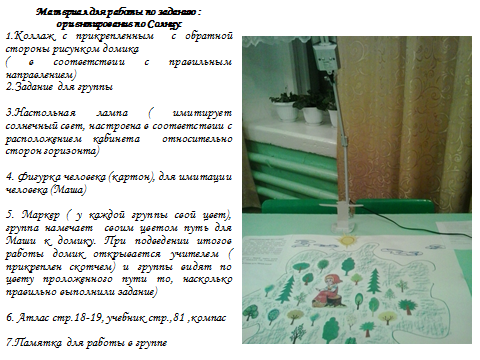 Материал для работы по заданию :
ориентирование по Солнцу:
1.Коллаж с прикрепленным с обратной
стороны рисунком домика
( в соответствии с правильным
направлением)
2.Задание для группы
3.Настольная лампа ( имитирует
солнечный свет, настроена в соответствии с
расположением кабинета относительно
сторон горизонта)
4. Фигурка человека (картон), для имитации
человека (Маша)
5. Маркер ( у каждой группы свой цвет),
группа намечает своим цветом путь для
Маши к домику. При подведении итогов
работы домик открывается учителем (
прикреплен скотчем) и группы видят по
цвету проложенного пути то, насколько
правильно выполнили задание)
6. Атлас стр.18-19, учебник стр.,81 ,компас
7.Памятка для работы в группе